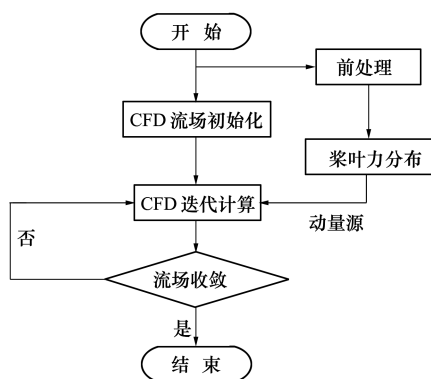 开 始
前处理
CFD 流场初始化
桨叶力分布
CFD 迭代计算
动量源
否
流场收敛
是
结 束